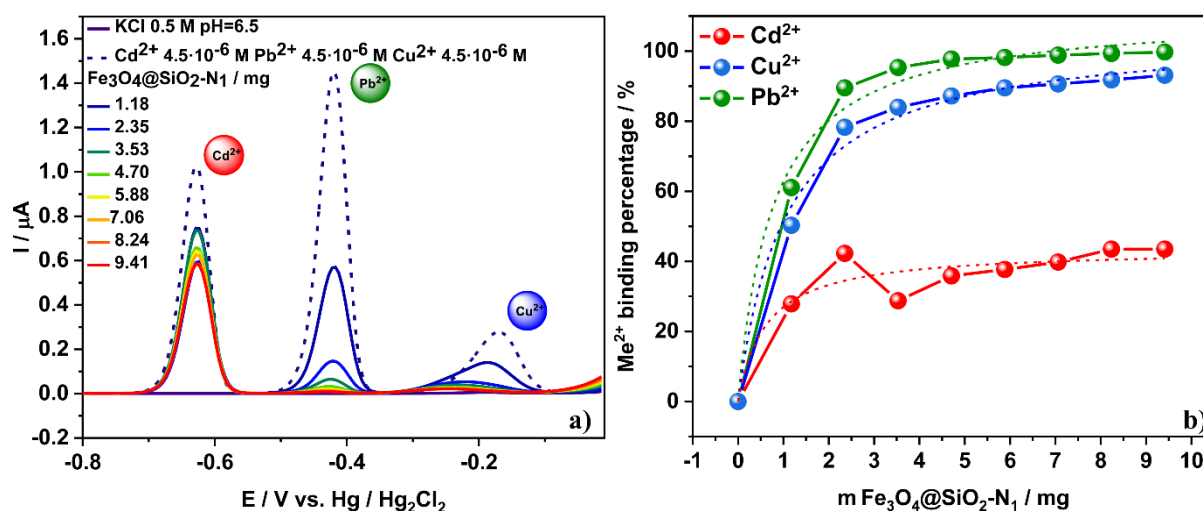 KCl 0.5 M pH=6.5
Cd²⁺ 4.5·10⁻⁶ M Pb²⁺ 4.5·10⁻⁶ M Cu²⁺ 4.5·10⁻⁶ M
Fe₃O₄@SiO₂-N₁ / mg
1.18
2.35
3.53
4.70
5.88
7.06
8.24
9.41
Cd²⁺
Pb²⁺
Cu²⁺
I / µA
1.6
1.4
1.2
1.0
0.8
0.6
0.4
0.2
0.0
-0.2
-0.8
-0.6
-0.4
-0.2
E / V vs. Hg / Hg₂Cl₂
a)
Cd²⁺
Cu²⁺
Pb²⁺
Me²⁺ binding percentage / %
100
80
60
40
20
0
-1
0
1
2
3
4
5
6
7
8
9
10
m Fe₃O₄@SiO₂-N₁ / mg
b)